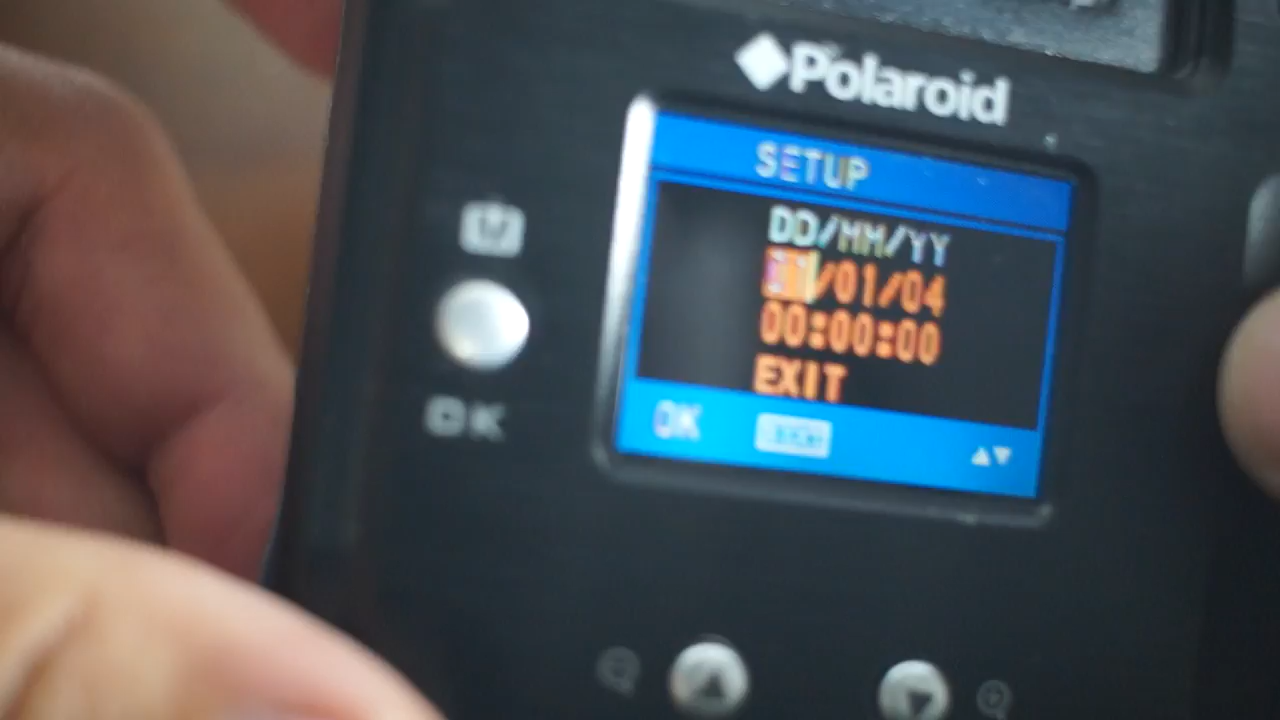 Polaroid
SETUP
DD/MM/YY
/01/04
00:00:00
EXIT
OK
OK